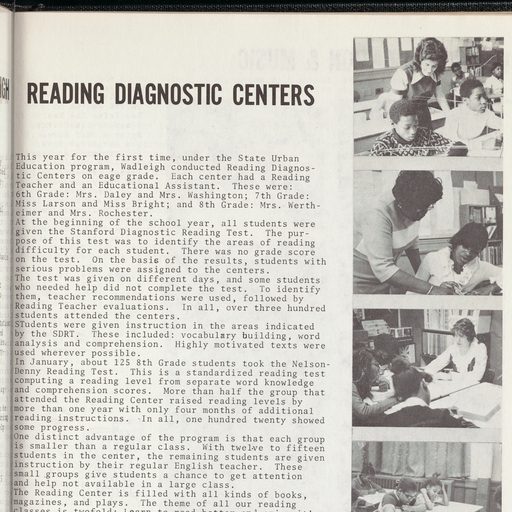 READING DIAGNOSTIC CENTERS
This year for the first time, under the State Urban
Education program, Wadleigh conducted Reading Diagnos-
tic Centers on eage grade. Each center had a Reading
Teacher and an Educational Assistant. These were:
6th Grade: Mrs. Daley and Mrs. Washington; 7th Grade:
Miss Larson and Miss Bright; and 8th Grade: Mrs. Werth-
eimer and Mrs. Rochester.
At the beginning of the school year, all students were
given the Stanford Diagnostic Reading Test. The pur-
pose of this test was to identify the areas of reading
difficulty for each student. There was no grade score
on the test. On the basis of the results, students with
serious problems were assigned to the centers.
The test was given on different days, and some students
who needed help did not complete the test. To identify
them, teacher recommendations were used, followed by
Reading Teacher evaluations. In all, over three hundred
students attended the centers.
STudents were given instruction in the areas indicated
by the SDRT. These included: vocabulary building, word
analysis and comprehension. Highly motivated texts were
used wherever possible.
In January, about 125 8th Grade students took the Nelson-
Denny Reading Test. This is a standardized reading test
computing a reading level from separate word knowledge
and comprehension scores. More than half the group that
attended the Reading Center raised reading levels by
more than one year with only four months of additional
reading instructions. In all, one hundred twenty showed
some progress.
One distinct advantage of the program is that each group
is smaller than a regular class. With twelve to fifteen
students in the center, the remaining students are given
instruction by their regular English teacher. These
small groups give students a chance to get attention
and help not available in a large class.
The Reading Center is filled with all kinds of books,
magazines, and plays. The theme of all our reading